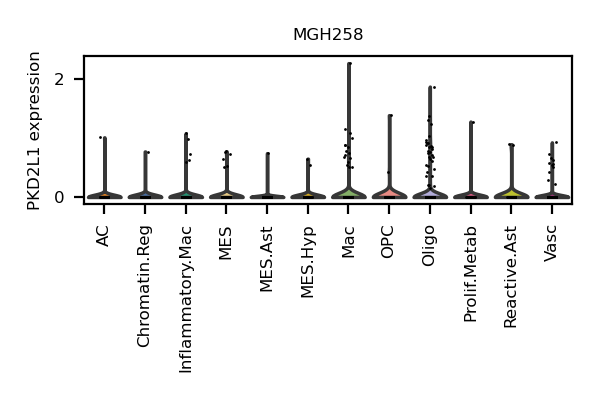 MGH258
PKD2L1 expression
2
0
AC
Chromatin.Reg
Inflammatory.Mac
MES
MES.Ast
MES.Hyp
Mac
OPC
Oligo
Prolif.Metab
Reactive.Ast
Vasc